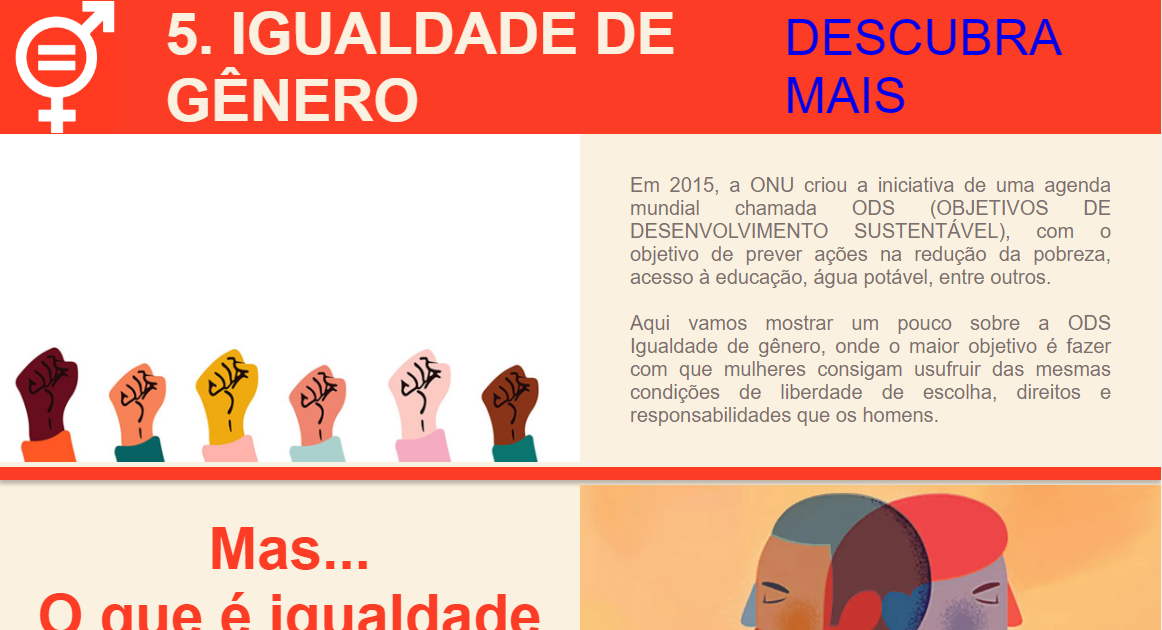 5. IGUALDADE DE
GÊNERO
DESCUBRA
MAIS
Em 2015, a ONU criou a iniciativa de uma agenda
mundial chamada ODS (OBJETIVOS DE
DESENVOLVIMENTO SUSTENTÁVEL), com o
objetivo de prever ações na redução da pobreza,
acesso à educação, água potável, entre outros.
Aqui vamos mostrar um pouco sobre a ODS
Igualdade de gênero, onde o maior objetivo é fazer
com que mulheres consigam usufruir das mesmas
condições de liberdade de escolha, direitos e
responsabilidades que os homens.
Mas...
O que é igualdade